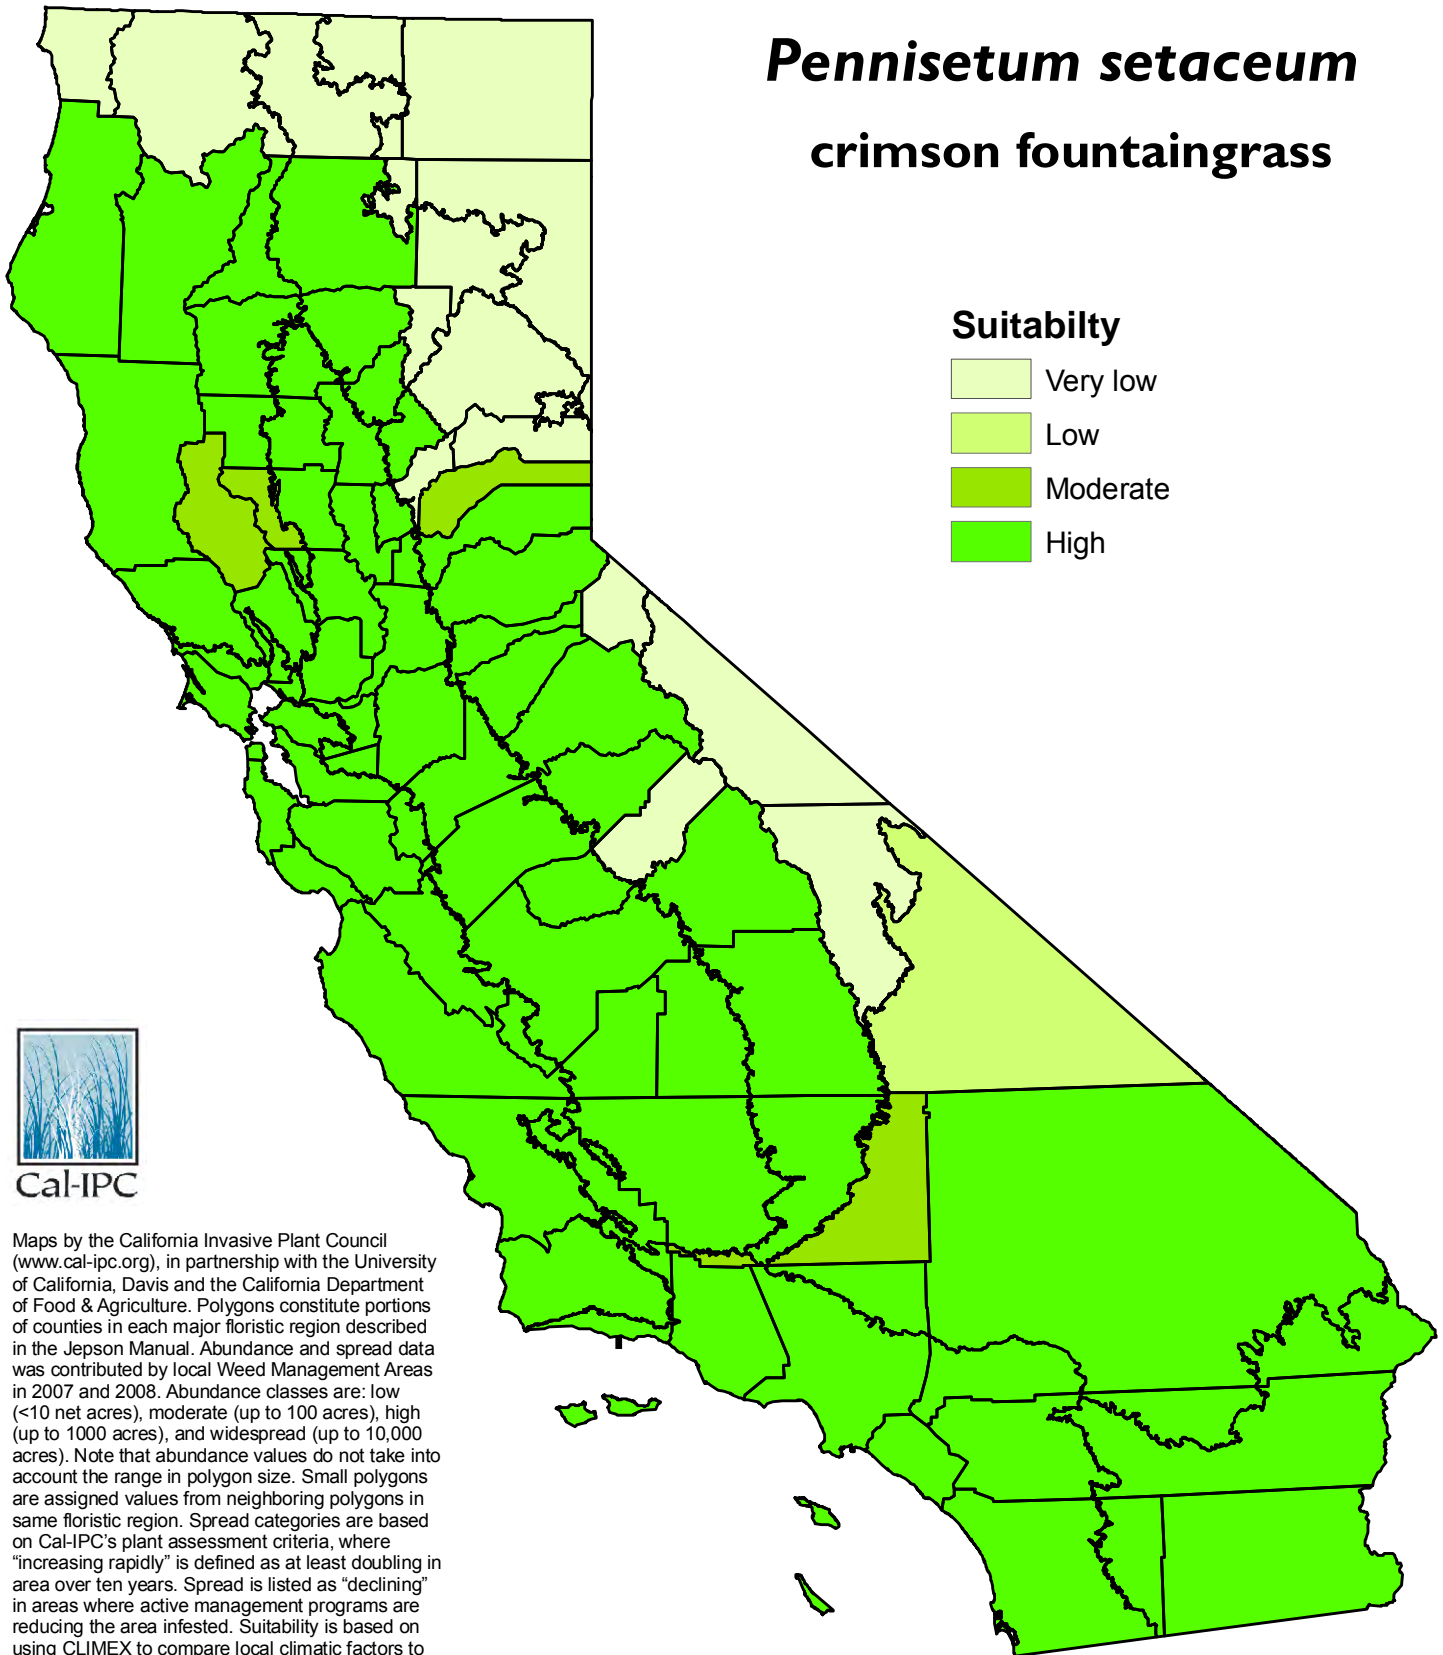 Pennisetum setaceum
crimson fountaingrass
Suitabilty
Very low
Low
Moderate
High
Cal-IPC
Maps by the California Invasive Plant Council
(www.cal-ipc.org), in partnership with the University
of California, Davis and the California Department
of Food & Agriculture. Polygons constitute portions
of counties in each major floristic region described
in the Jepson Manual. Abundance and spread data
was contributed by local Weed Management Areas
in 2007 and 2008. Abundance classes are: low
(<10 net acres), moderate (up to 100 acres), high
(up to 1000 acres), and widespread (up to 10,000
acres). Note that abundance values do not take into
account the range in polygon size. Small polygons
are assigned values from neighboring polygons in
same floristic region. Spread categories are based
on Cal-IPC’s plant assessment criteria, where
“increasing rapidly” is defined as at least doubling in
area over ten years. Spread is listed as “declining”
in areas where active management programs are
reducing the area infested. Suitability is based on
using CLIMEX to compare local climatic factors to